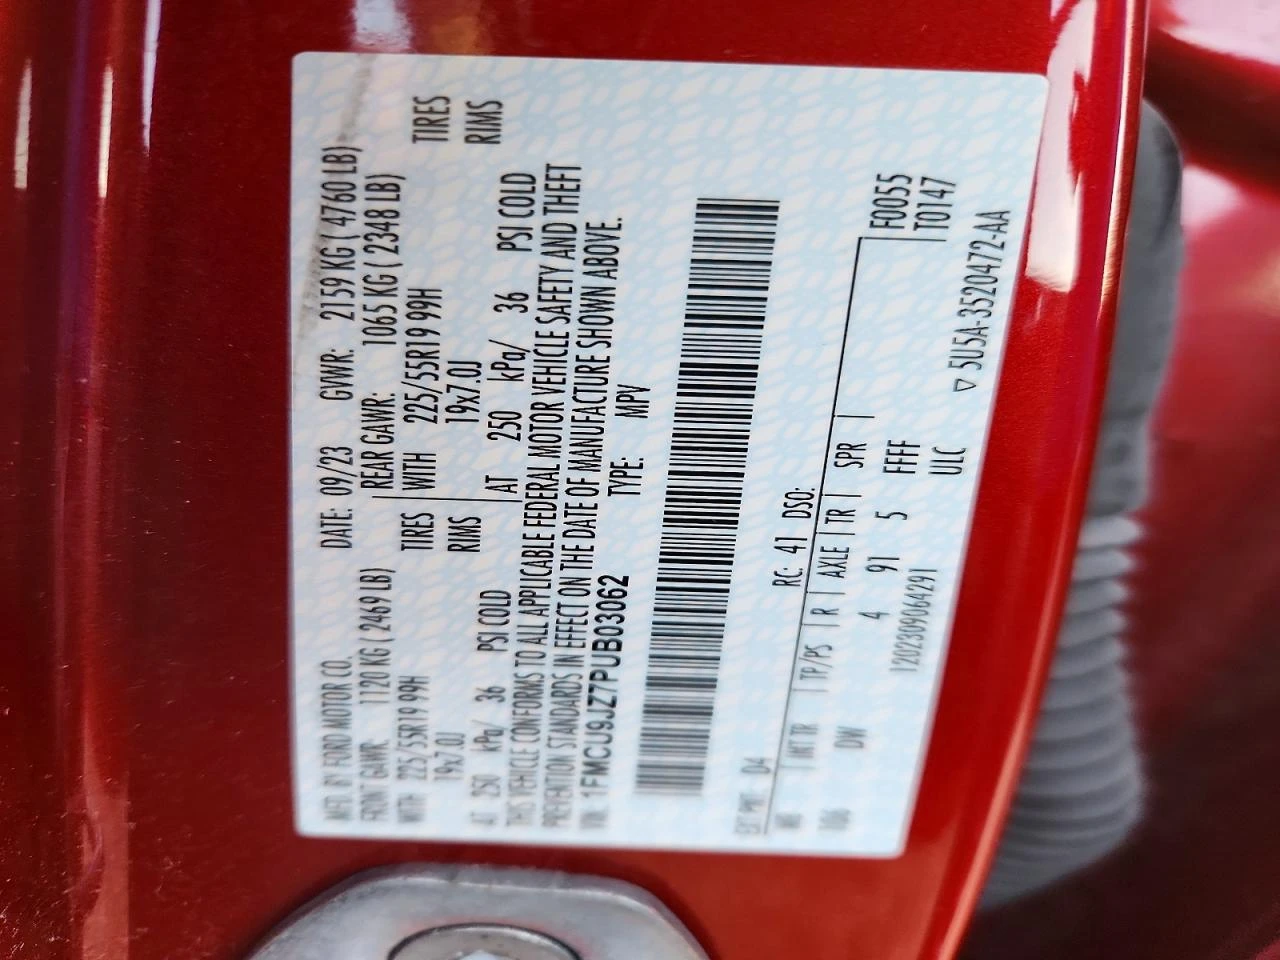 MFD. BY FORD MOTOR CO. DATE: 09/23 GVWR: 2159 KG ( 4760 LB)
FRONT GAWR: 1120 KG ( 2469 LB) REAR GAWR: 1065 KG ( 2348 LB)
WITH 225/55R19 99H TIRES WITH 225/55R19 99H TIRES
19x7.0J RIMS 19x7.0J RIMS
AT 250 kPa/ 36 PSI COLD AT 250 kPa/ 36 PSI COLD
THIS VEHICLE CONFORMS TO ALL APPLICABLE FEDERAL MOTOR VEHICLE SAFETY AND THEFT
PREVENTION STANDARDS IN EFFECT ON THE DATE OF MANUFACTURE SHOWN ABOVE.
VIN: 1FMCU9JZ7PUB03062 TYPE: MPV
EXT PNT: D4 RC: 41 DSO:
WB INT TR TP/PS R AXLE TR SPR F0055
106 DW 4 91 5 FFFF T0147
ULC
1202309064291 ▽ 5U5A-3520472-AA